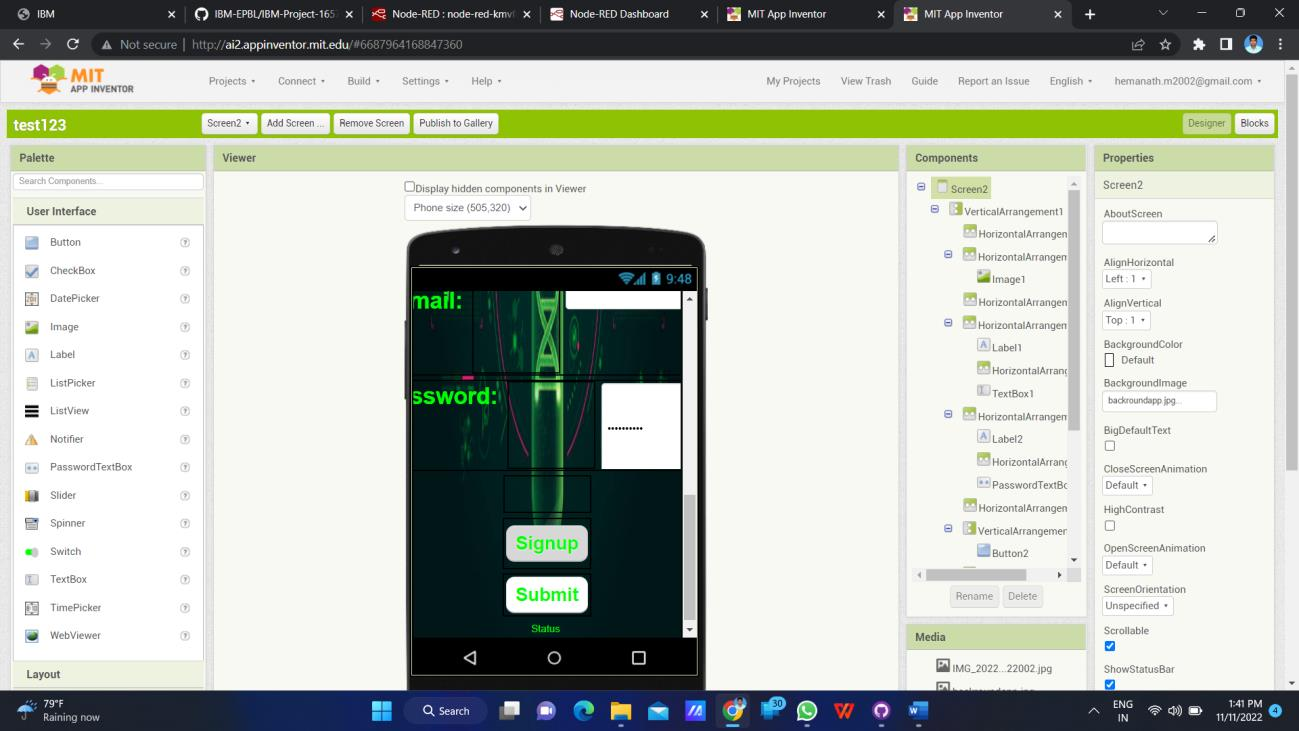 IBM
IBM-EPBL/IBM-Project-165
Node-RED : node-red-kmv
Node-RED Dashboard
MIT App Inventor
MIT App Inventor
Not secure | http://ai2.appinventor.mit.edu/#6687964168847360
MIT APP INVENTOR
Projects Connect Build Settings Help My Projects View Trash Guide Report an Issue English hemanath.m2002@gmail.com
test123 Screen2 Add Screen ... Remove Screen Publish to Gallery Designer Blocks
Palette
Search Components...
User Interface
Button
CheckBox
DatePicker
Image
Label
ListPicker
ListView
Notifier
PasswordTextBox
Slider
Spinner
Switch
TextBox
TimePicker
WebViewer
Layout
Viewer
Display hidden components in Viewer
Phone size (505,320)
9:48
mail:
ssword:
Signup
Submit
Status
Components
Screen2
VerticalArrangement1
HorizontalArrangen
HorizontalArrangen
Image1
HorizontalArrangen
HorizontalArrangen
Label1
HorizontalArrang
TextBox1
HorizontalArrangen
Label2
HorizontalArrang
PasswordTextBo
HorizontalArrangen
VerticalArrangemen
Button2
Rename Delete
Media
IMG_2022...22002.jpg
backroundapp.jpg
Properties
Screen2
AboutScreen
AlignHorizontal
Left : 1
AlignVertical
Top : 1
BackgroundColor
Default
BackgroundImage
backroundapp.jpg...
BigDefaultText
CloseScreenAnimation
Default
HighContrast
OpenScreenAnimation
Default
ScreenOrientation
Unspecified
Scrollable
ShowStatusBar
79°F
Raining now
Search
30
ENG
IN
1:41 PM
11/11/2022
4